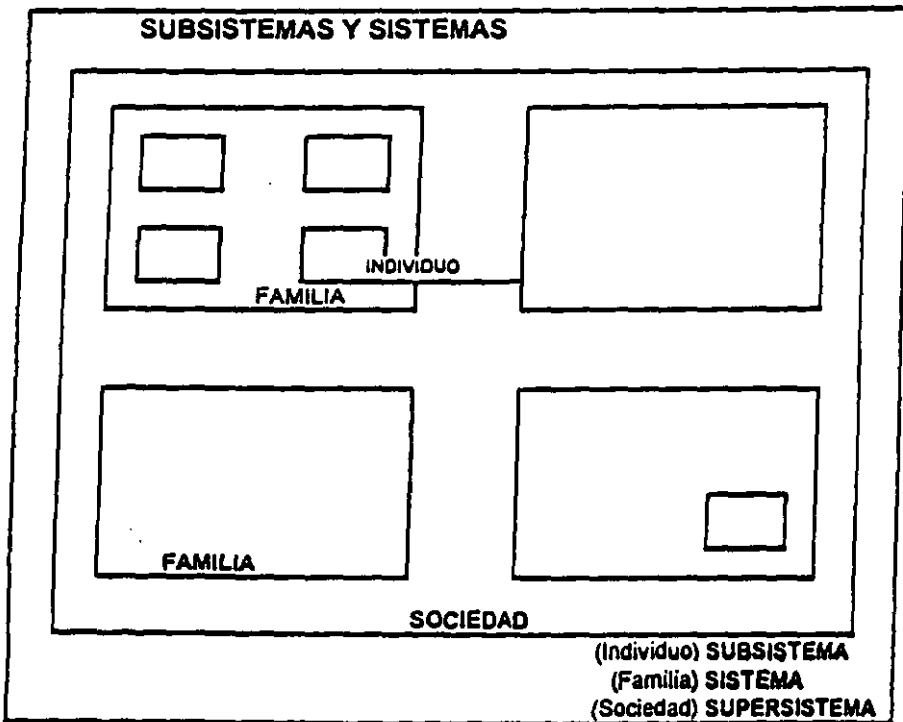 SUBSISTEMAS Y SISTEMAS
INDIVIDUO
FAMILIA
FAMILIA
SOCIEDAD
(Individuo) SUBSISTEMA
(Familia) SISTEMA
(Sociedad) SUPERSISTEMA